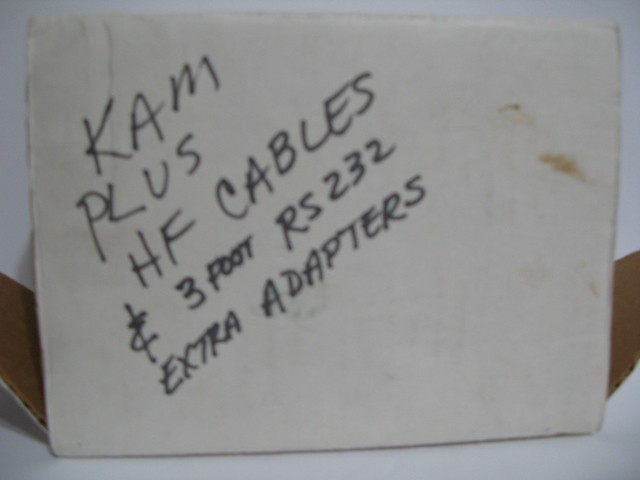 KAM
PLUS
HF CABLES
& 3 FOOT RS232
EXTRA ADAPTERS